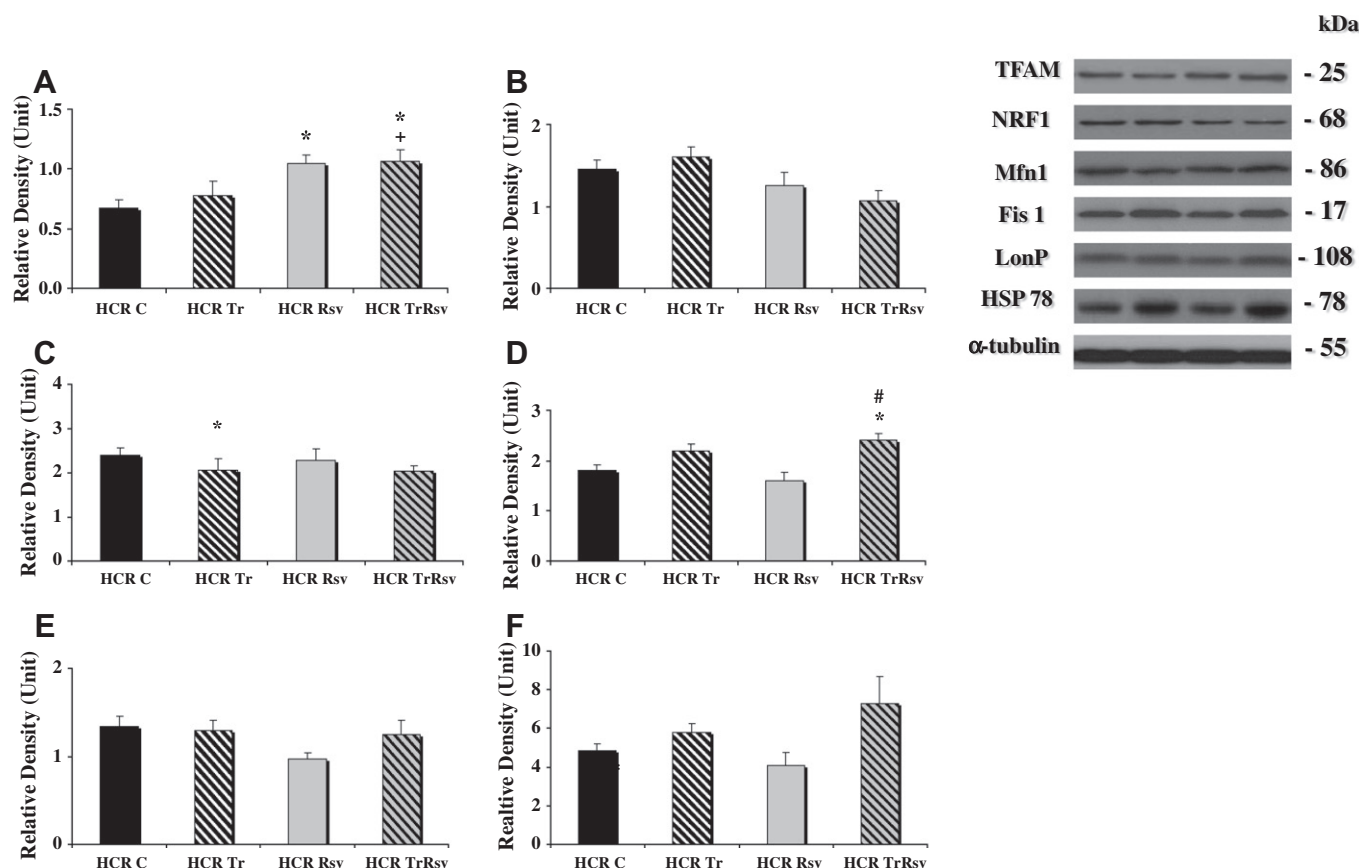 A
Relative Density (Unit)
1.5
1.0
0.5
0.0
*
*
+
HCR C HCR Tr HCR Rsv HCR TrRsv
B
Relative Density (Unit)
2
1
0
HCR C HCR Tr HCR Rsv HCR TrRsv
C
Relative Density (Unit)
4
3
2
1
0
*
HCR C HCR Tr HCR Rsv HCR TrRsv
D
Relative Density (Unit)
3
2
1
0
#
*
HCR C HCR Tr HCR Rsv HCR TrRsv
E
Relative Density (Unit)
2
1
0
HCR C HCR Tr HCR Rsv HCR TrRsv
F
Realtive Density (Unit)
10
8
6
4
2
0
HCR C HCR Tr HCR Rsv HCR TrRsv
kDa
TFAM - 25
NRF1 - 68
Mfn1 - 86
Fis 1 - 17
LonP - 108
HSP 78 - 78
α-tubulin - 55